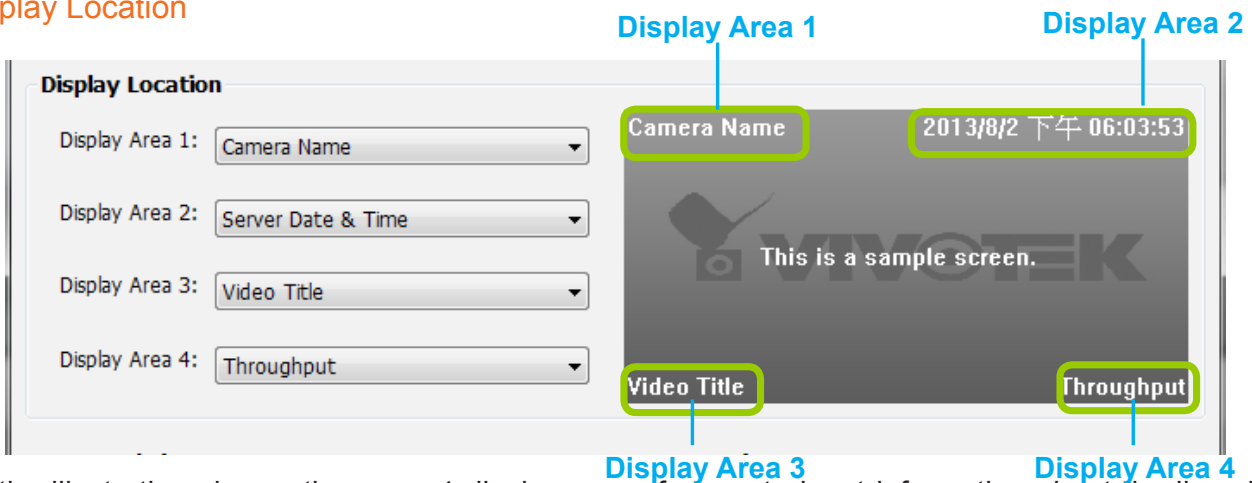 play Location
Display Area 1
Display Area 2
Display Location
Display Area 1:
Camera Name
Display Area 2:
Server Date & Time
Display Area 3:
Video Title
Display Area 4:
Throughput
Camera Name
2013/8/2 下午 06:03:53
VIVOTEK
This is a sample screen.
Video Title
Throughput
Display Area 3
Display Area 4